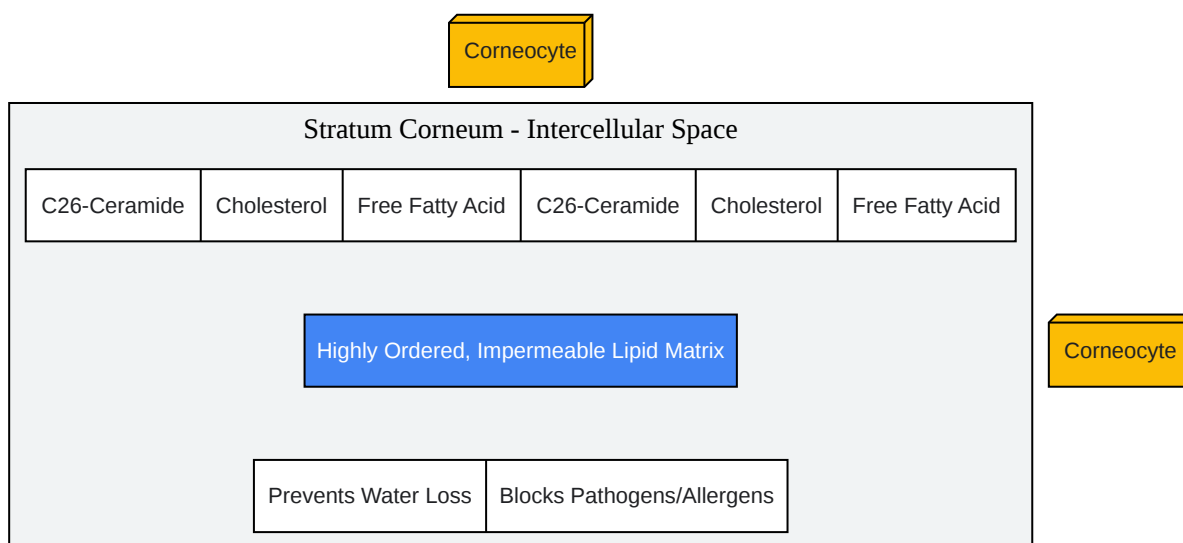 Corneocyte
Stratum Corneum - Intercellular Space
C26-Ceramide Cholesterol Free Fatty Acid C26-Ceramide Cholesterol Free Fatty Acid
Highly Ordered, Impermeable Lipid Matrix
Corneocyte
Prevents Water Loss Blocks Pathogens/Allergens